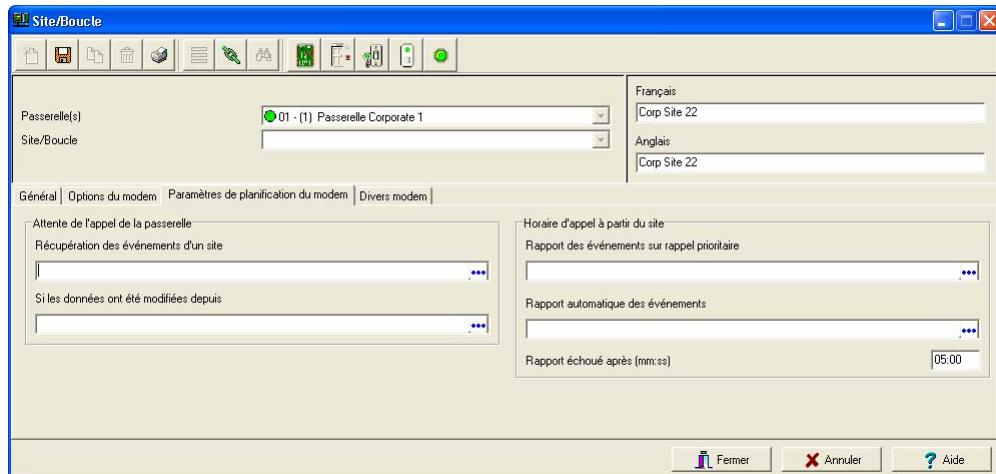 Site/Boucle
Passerelle(s)
01 - (1) Passerelle Corporate 1
Site/Boucle
Français
Corp Site 22
Anglais
Corp Site 22
Général
Options du modem
Paramètres de planification du modem
Divers modem
Attente de l'appel de la passerelle
Récupération des événements d'un site
...
Si les données ont été modifiées depuis
...
Horaire d'appel à partir du site
Rapport des événements sur rappel prioritaire
...
Rapport automatique des événements
...
Rapport échoué après (mm:ss)
05:00
Fermer
Annuler
? Aide